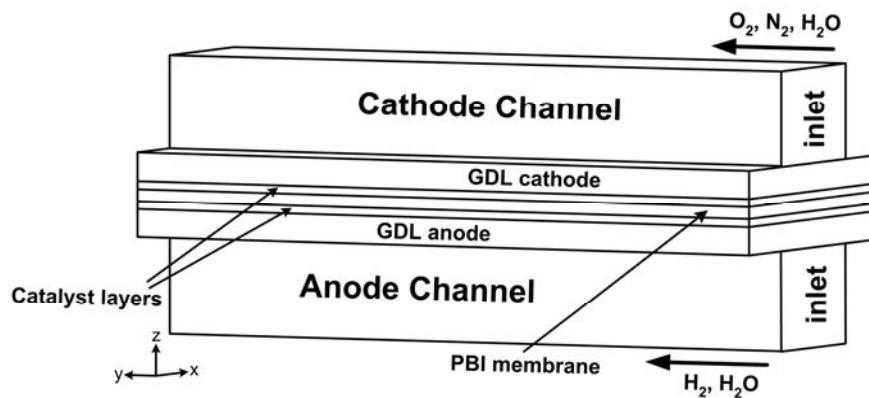 O₂, N₂, H₂O
Cathode Channel
inlet
GDL cathode
GDL anode
Catalyst layers
Anode Channel
inlet
PBI membrane
H₂, H₂O
z
y
x